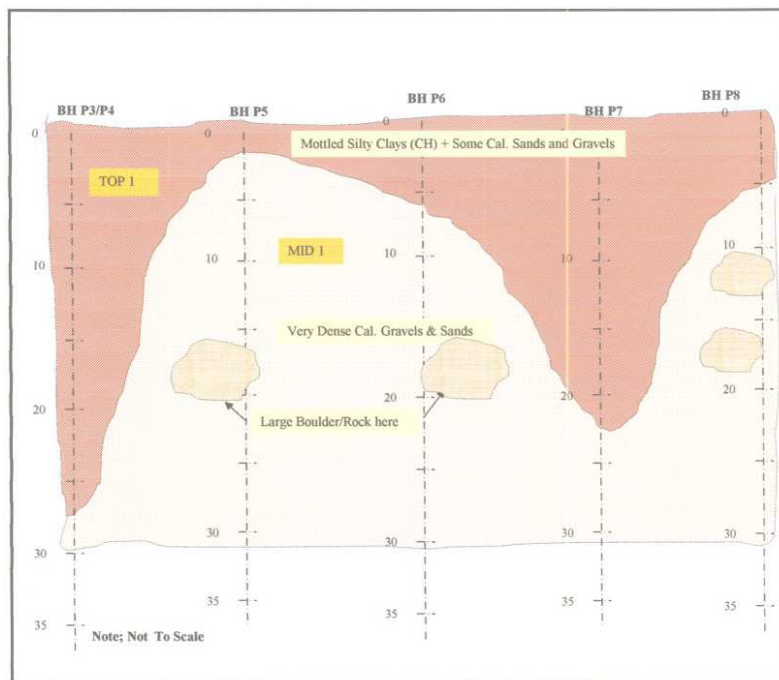 BH P3/P4
BH P5
BH P6
BH P7
BH P8
0
0
0
0
Mottled Silty Clays (CH) + Some Cal. Sands and Gravels
TOP 1
MID 1
10
10
10
10
10
Very Dense Cal. Gravels & Sands
20
20
20
20
Large Boulder/Rock here
30
30
30
30
30
35
35
35
35
35
Note; Not To Scale